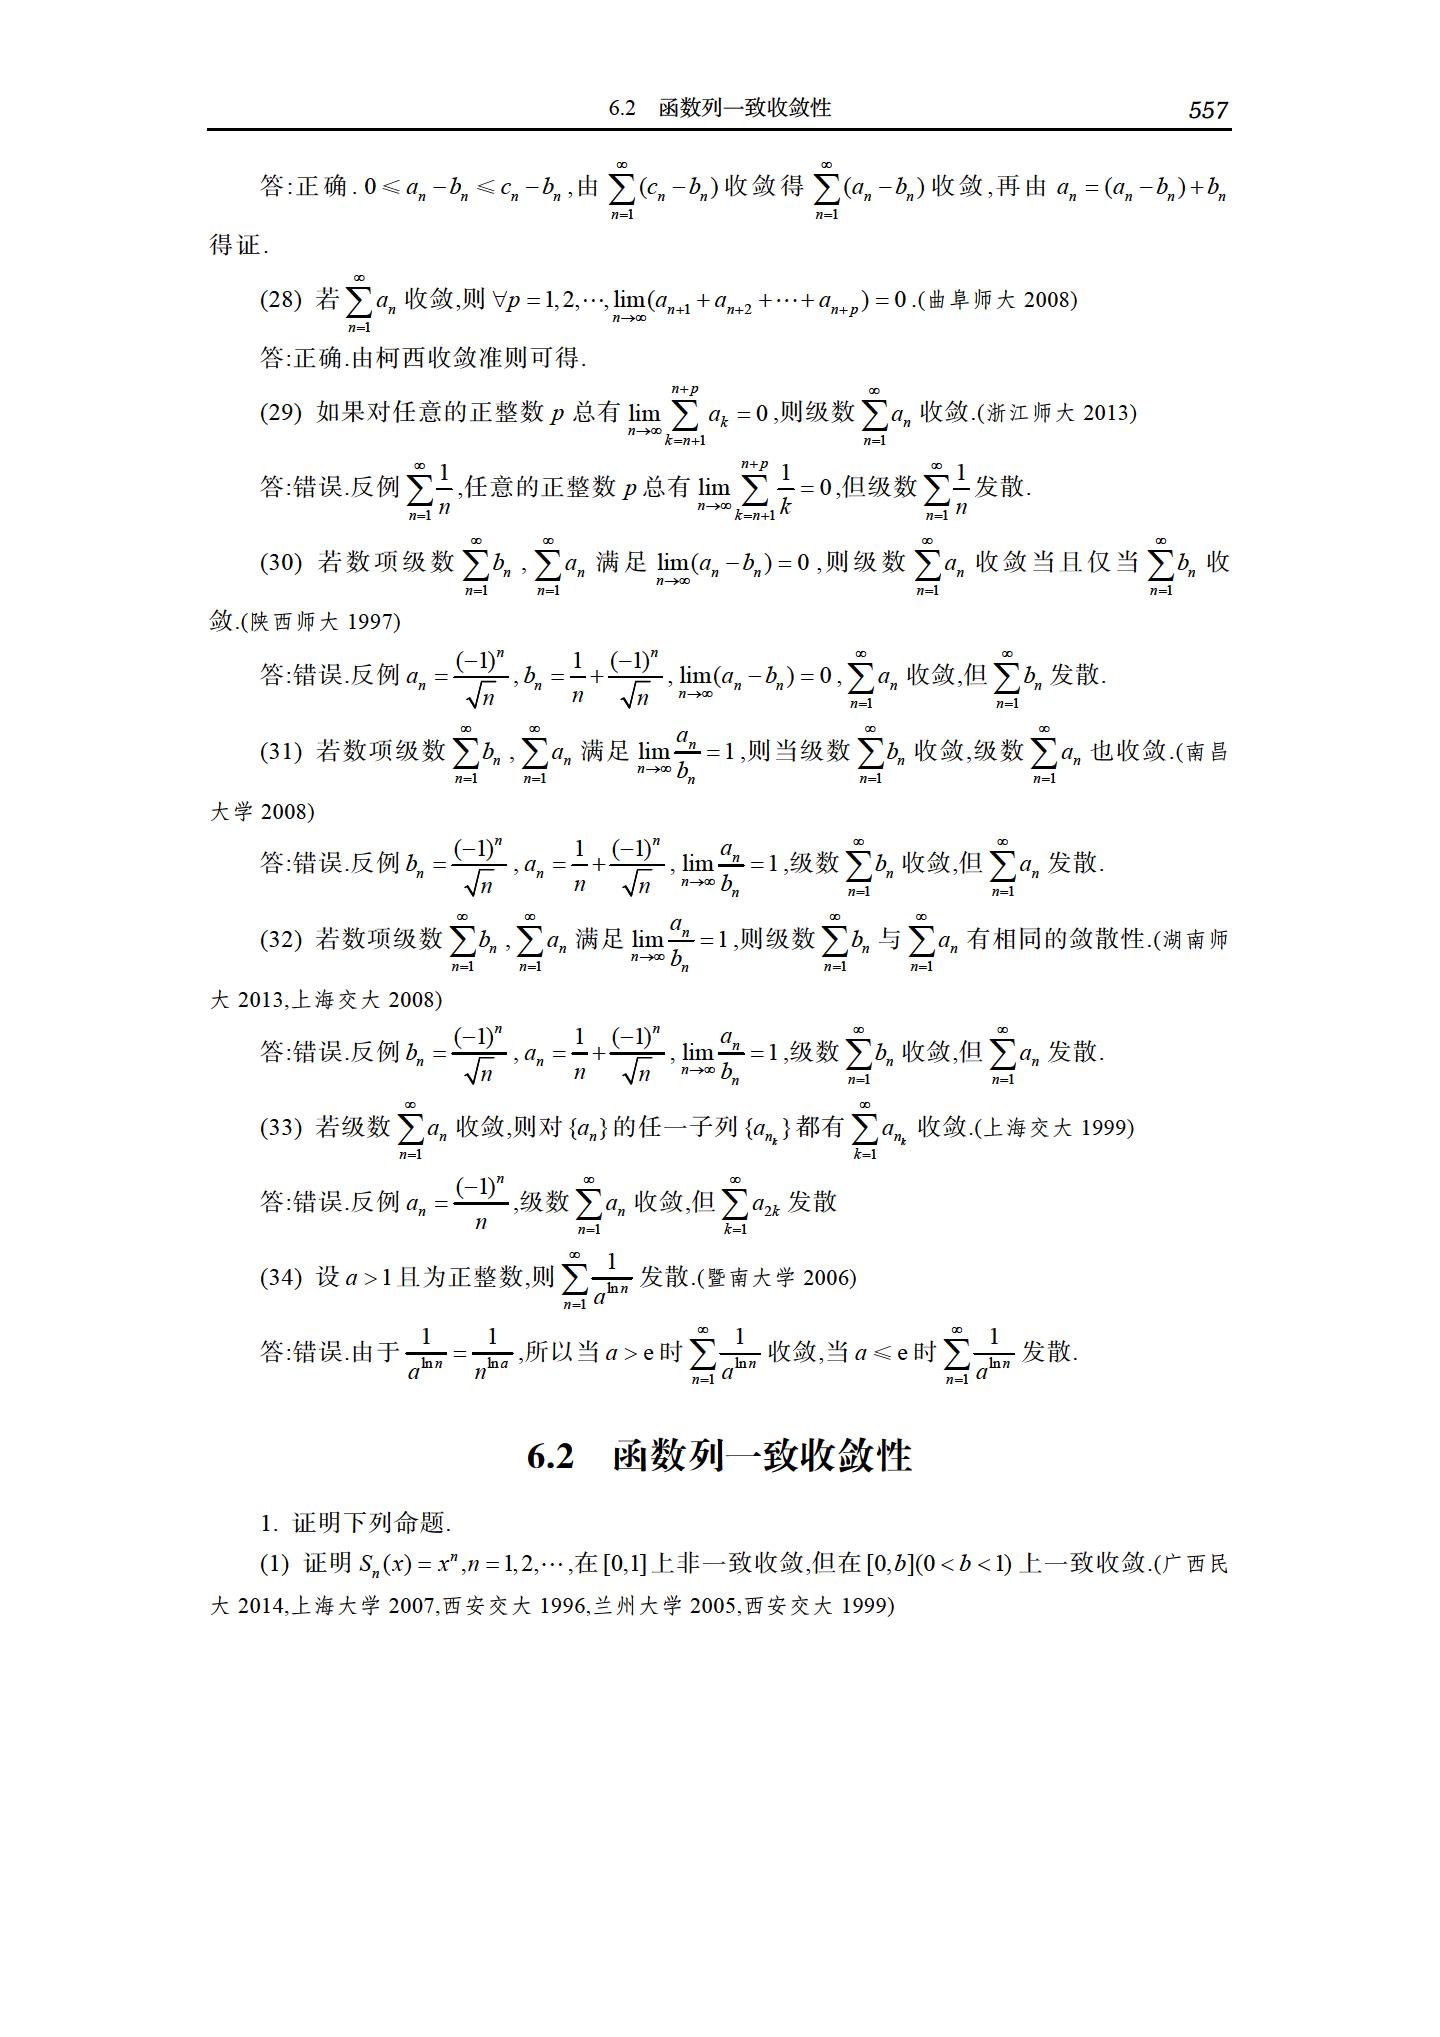 6.2 函数列一致收敛性 557
答:正确. $0\leqslant a_n-b_n\leqslant c_n-b_n$,由 $\sum_{n=1}^{\infty}(c_n-b_n)$ 收敛得 $\sum_{n=1}^{\infty}(a_n-b_n)$ 收敛,再由 $a_n=(a_n-b_n)+b_n$
得证.
(28) 若 $\sum_{n=1}^{\infty}a_n$ 收敛,则 $\forall p=1,2,\cdots,\lim_{n\to\infty}(a_{n+1}+a_{n+2}+\cdots+a_{n+p})=0$.(曲阜师大 2008)
答:正确.由柯西收敛准则可得.
(29) 如果对任意的正整数 $p$ 总有 $\lim_{n\to\infty}\sum_{k=n+1}^{n+p}a_k=0$,则级数 $\sum_{n=1}^{\infty}a_n$ 收敛.(浙江师大 2013)
答:错误.反例 $\sum_{n=1}^{\infty}\frac{1}{n}$,任意的正整数 $p$ 总有 $\lim_{n\to\infty}\sum_{k=n+1}^{n+p}\frac{1}{k}=0$,但级数 $\sum_{n=1}^{\infty}\frac{1}{n}$ 发散.
(30) 若数项级数 $\sum_{n=1}^{\infty}b_n$,$\sum_{n=1}^{\infty}a_n$ 满足 $\lim_{n\to\infty}(a_n-b_n)=0$,则级数 $\sum_{n=1}^{\infty}a_n$ 收敛当且仅当 $\sum_{n=1}^{\infty}b_n$ 收
敛.(陕西师大 1997)
答:错误.反例 $a_n=\frac{(-1)^n}{\sqrt{n}},b_n=\frac{1}{n}+\frac{(-1)^n}{\sqrt{n}},\lim_{n\to\infty}(a_n-b_n)=0,\sum_{n=1}^{\infty}a_n$ 收敛,但 $\sum_{n=1}^{\infty}b_n$ 发散.
(31) 若数项级数 $\sum_{n=1}^{\infty}b_n$,$\sum_{n=1}^{\infty}a_n$ 满足 $\lim_{n\to\infty}\frac{a_n}{b_n}=1$,则当级数 $\sum_{n=1}^{\infty}b_n$ 收敛,级数 $\sum_{n=1}^{\infty}a_n$ 也收敛.(南昌
大学 2008)
答:错误.反例 $b_n=\frac{(-1)^n}{\sqrt{n}},a_n=\frac{1}{n}+\frac{(-1)^n}{\sqrt{n}},\lim_{n\to\infty}\frac{a_n}{b_n}=1$,级数 $\sum_{n=1}^{\infty}b_n$ 收敛,但 $\sum_{n=1}^{\infty}a_n$ 发散.
(32) 若数项级数 $\sum_{n=1}^{\infty}b_n$,$\sum_{n=1}^{\infty}a_n$ 满足 $\lim_{n\to\infty}\frac{a_n}{b_n}=1$,则级数 $\sum_{n=1}^{\infty}b_n$ 与 $\sum_{n=1}^{\infty}a_n$ 有相同的敛散性.(湖南师
大 2013,上海交大 2008)
答:错误.反例 $b_n=\frac{(-1)^n}{\sqrt{n}},a_n=\frac{1}{n}+\frac{(-1)^n}{\sqrt{n}},\lim_{n\to\infty}\frac{a_n}{b_n}=1$,级数 $\sum_{n=1}^{\infty}b_n$ 收敛,但 $\sum_{n=1}^{\infty}a_n$ 发散.
(33) 若级数 $\sum_{n=1}^{\infty}a_n$ 收敛,则对 $\{a_n\}$ 的任一子列 $\{a_{n_k}\}$ 都有 $\sum_{k=1}^{\infty}a_{n_k}$ 收敛.(上海交大 1999)
答:错误.反例 $a_n=\frac{(-1)^n}{n}$,级数 $\sum_{n=1}^{\infty}a_n$ 收敛,但 $\sum_{k=1}^{\infty}a_{2k}$ 发散
(34) 设 $a>1$ 且为正整数,则 $\sum_{n=1}^{\infty}\frac{1}{a^{\ln n}}$ 发散.(暨南大学 2006)
答:错误.由于 $\frac{1}{a^{\ln n}}=\frac{1}{n^{\ln a}}$,所以当 $a>\mathrm{e}$ 时 $\sum_{n=1}^{\infty}\frac{1}{a^{\ln n}}$ 收敛,当 $a\leqslant\mathrm{e}$ 时 $\sum_{n=1}^{\infty}\frac{1}{a^{\ln n}}$ 发散.
6.2 函数列一致收敛性
1. 证明下列命题.
(1) 证明 $S_n(x)=x^n,n=1,2,\cdots$,在 $[0,1]$ 上非一致收敛,但在 $[0,b](0<b<1)$ 上一致收敛.(广西民
大 2014,上海大学 2007,西安交大 1996,兰州大学 2005,西安交大 1999)